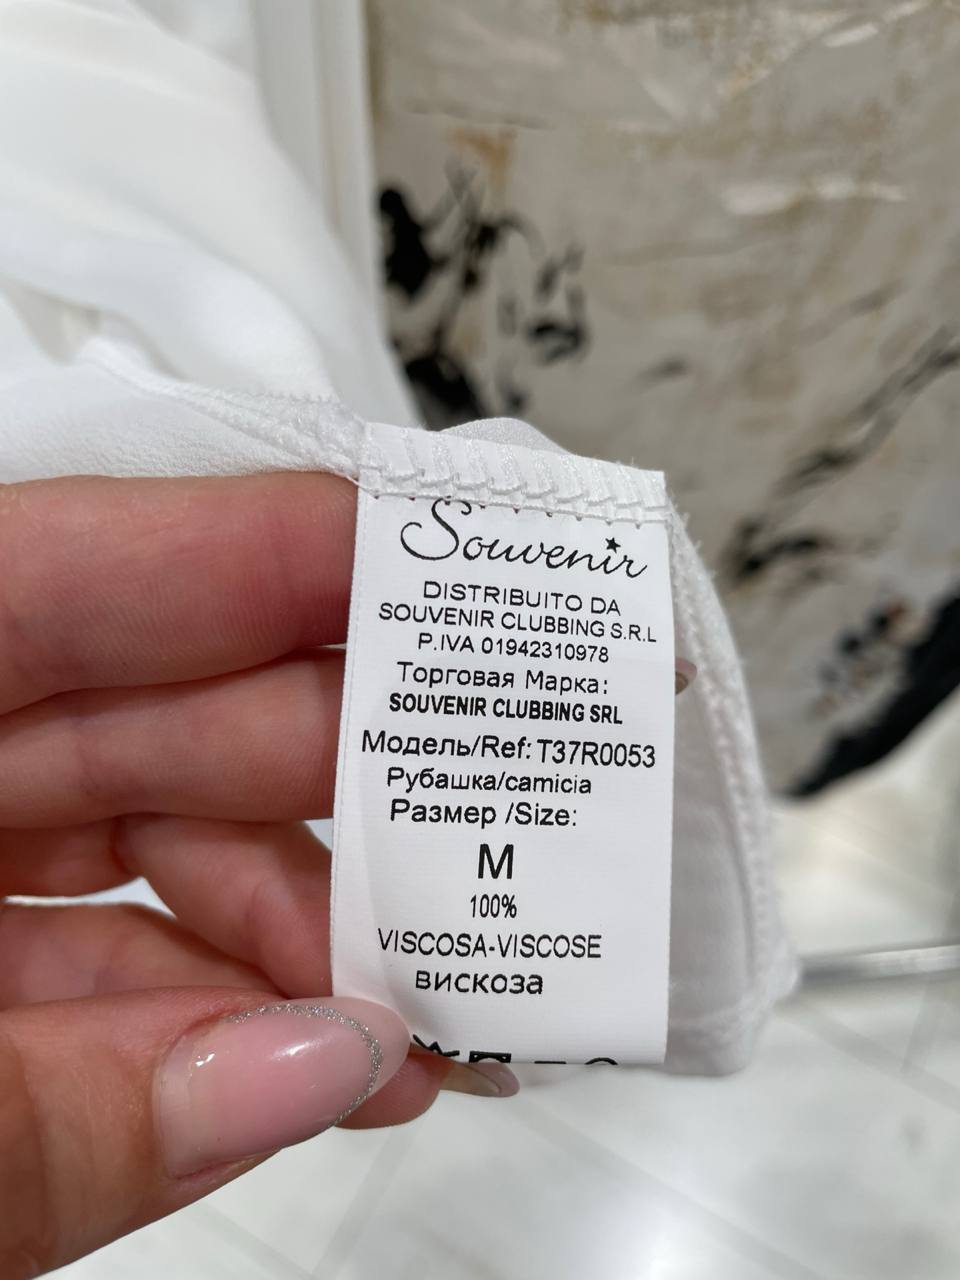 Souvenir
DISTRIBUITO DA
SOUVENIR CLUBBING S.R.L
P.IVA 01942310978
Торговая Марка:
SOUVENIR CLUBBING SRL
Модель/Ref: T37R0053
Рубашка/camicia
Размер /Size:
M
100%
VISCOSA-VISCOSE
вискоза